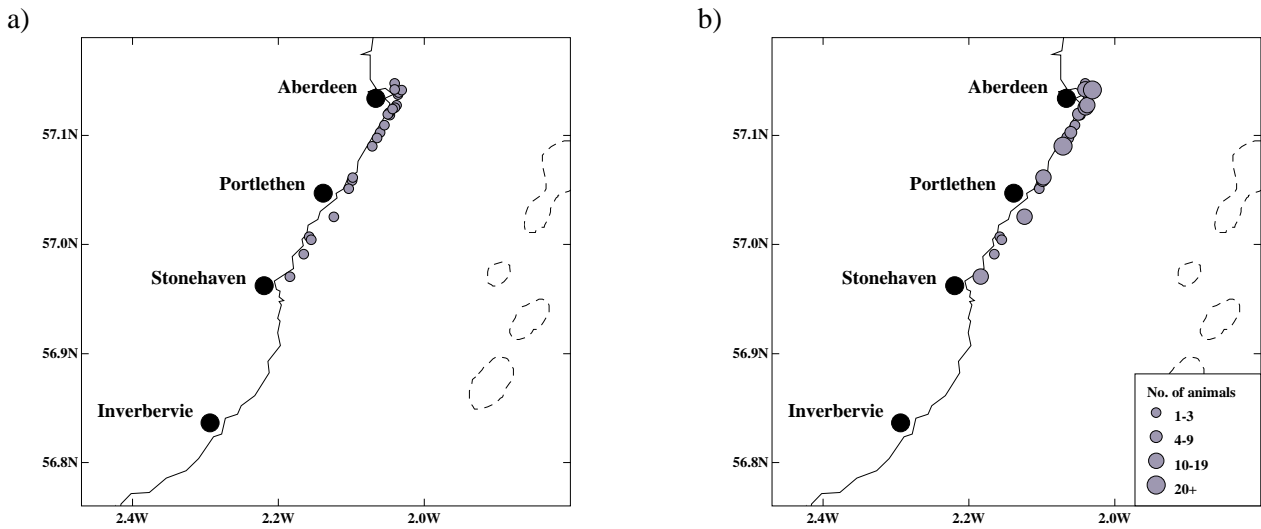 a)
Aberdeen
Portlethen
Stonehaven
Inverbervie
57.1N
57.0N
56.9N
56.8N
2.4W 2.2W 2.0W
b)
Aberdeen
Portlethen
Stonehaven
Inverbervie
57.1N
57.0N
56.9N
56.8N
2.4W 2.2W 2.0W
No. of animals
1-3
4-9
10-19
20+